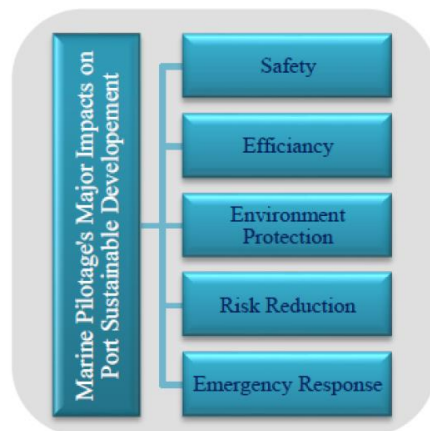 Marine Pilotage's Major Impacts on
Port Sustainable Developement
Safety
Efficiancy
Environment
Protection
Risk Reduction
Emergency Response